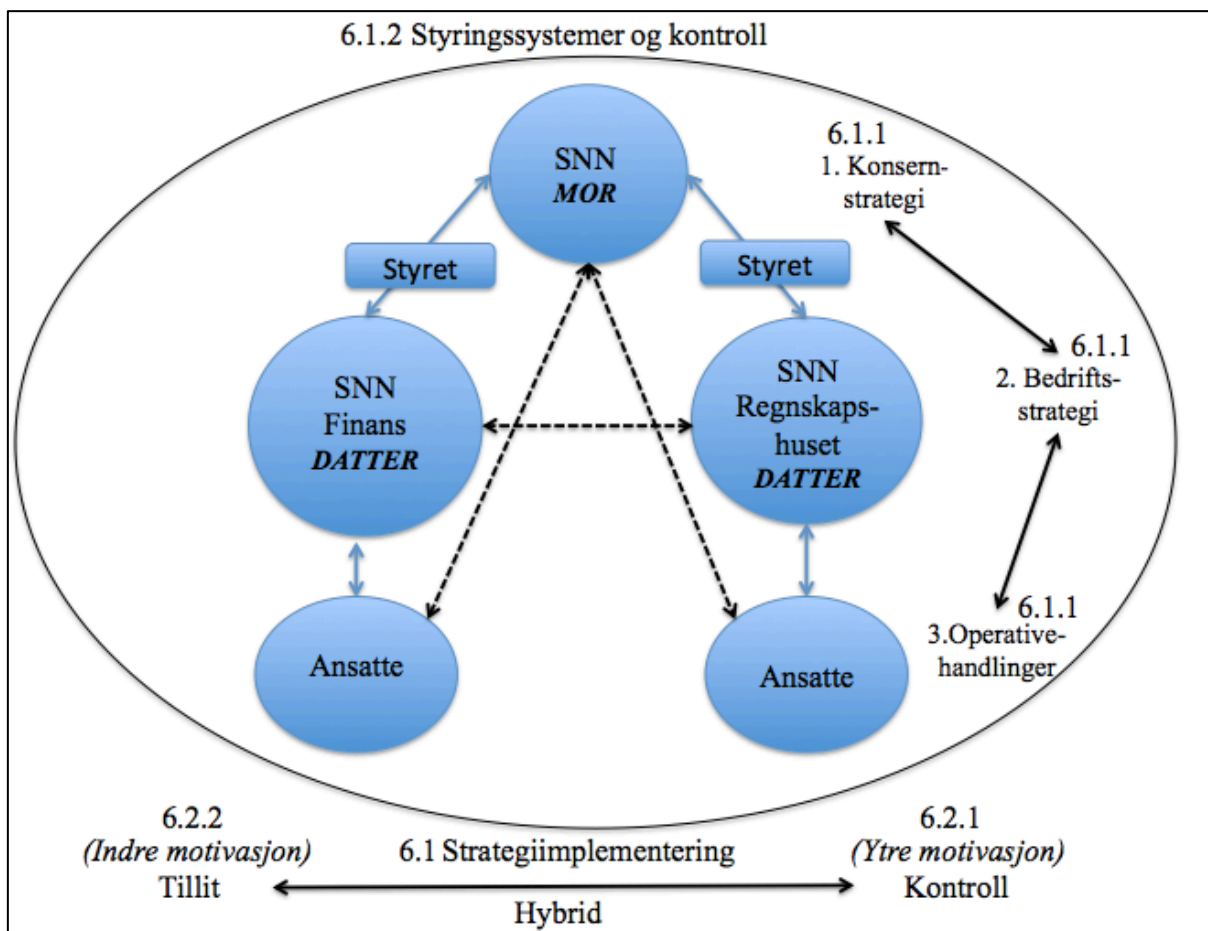 6.1.2 Styringssystemer og kontroll
SNN
MOR
6.1.1
1. Konsern-
strategi
Styret
Styret
SNN
Finans
DATTER
SNN
Regnskaps-
huset
DATTER
6.1.1
2. Bedrifts-
strategi
6.1.1
3.Operative-
handlinger
Ansatte
Ansatte
6.2.2
(Indre motivasjon)
Tillit
6.1 Strategiimplementering
Hybrid
6.2.1
(Ytre motivasjon)
Kontroll